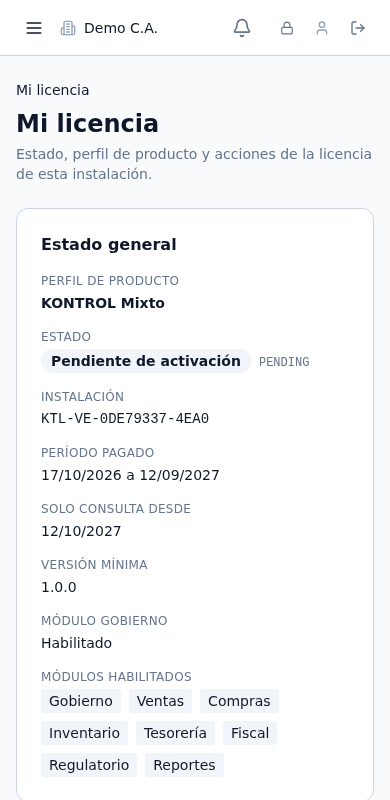 Demo C.A.
Mi licencia
Mi licencia
Estado, perfil de producto y acciones de la licencia
de esta instalación.
Estado general
PERFIL DE PRODUCTO
KONTROL Mixto
ESTADO
Pendiente de activación PENDING
INSTALACIÓN
KTL-VE-0DE79337-4EA0
PERÍODO PAGADO
17/10/2026 a 12/09/2027
SOLO CONSULTA DESDE
12/10/2027
VERSIÓN MÍNIMA
1.0.0
MÓDULO GOBIERNO
Habilitado
MÓDULOS HABILITADOS
Gobierno Ventas Compras
Inventario Tesorería Fiscal
Regulatorio Reportes